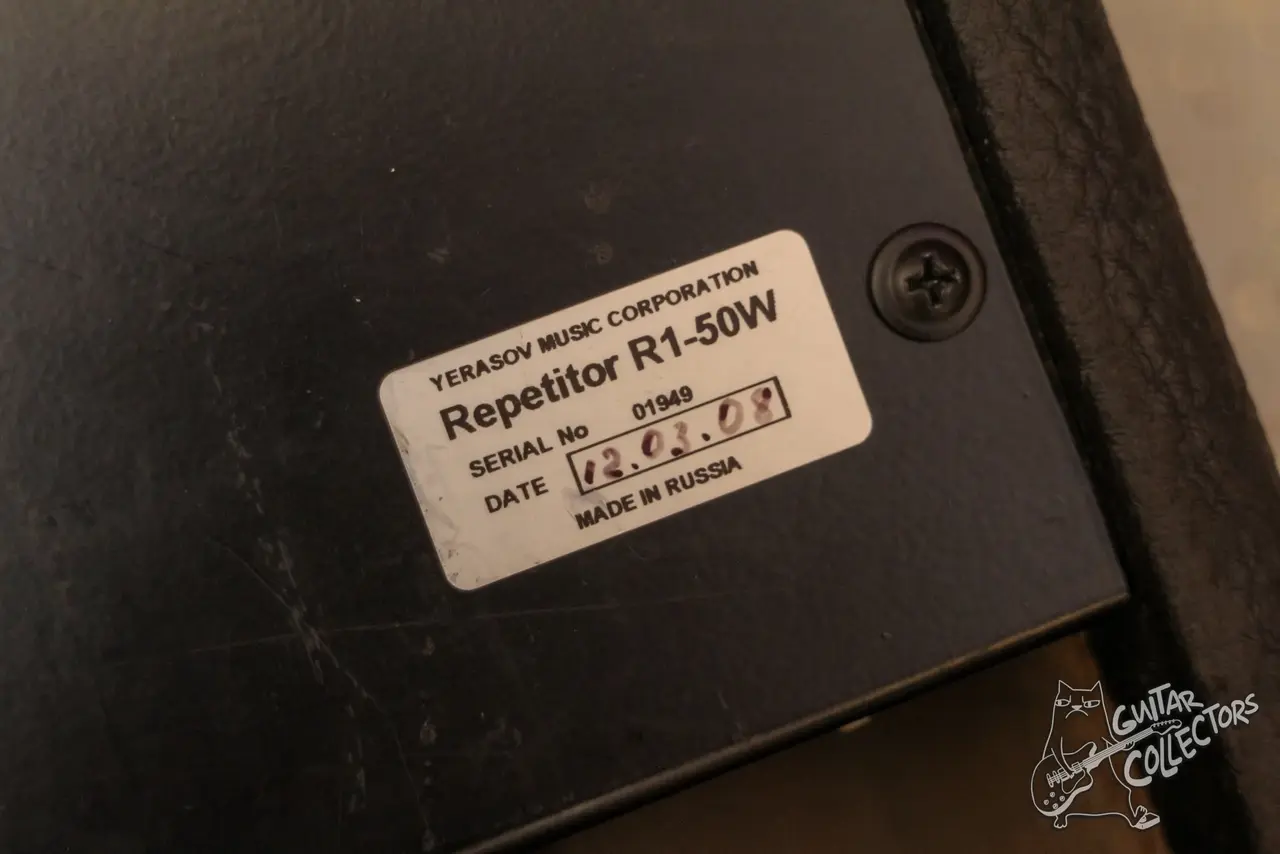 YERASOV MUSIC CORPORATION
Repetitor R1-50W
SERIAL No 01949
DATE 12.03.08
MADE IN RUSSIA
GUITAR
COLLECTORS